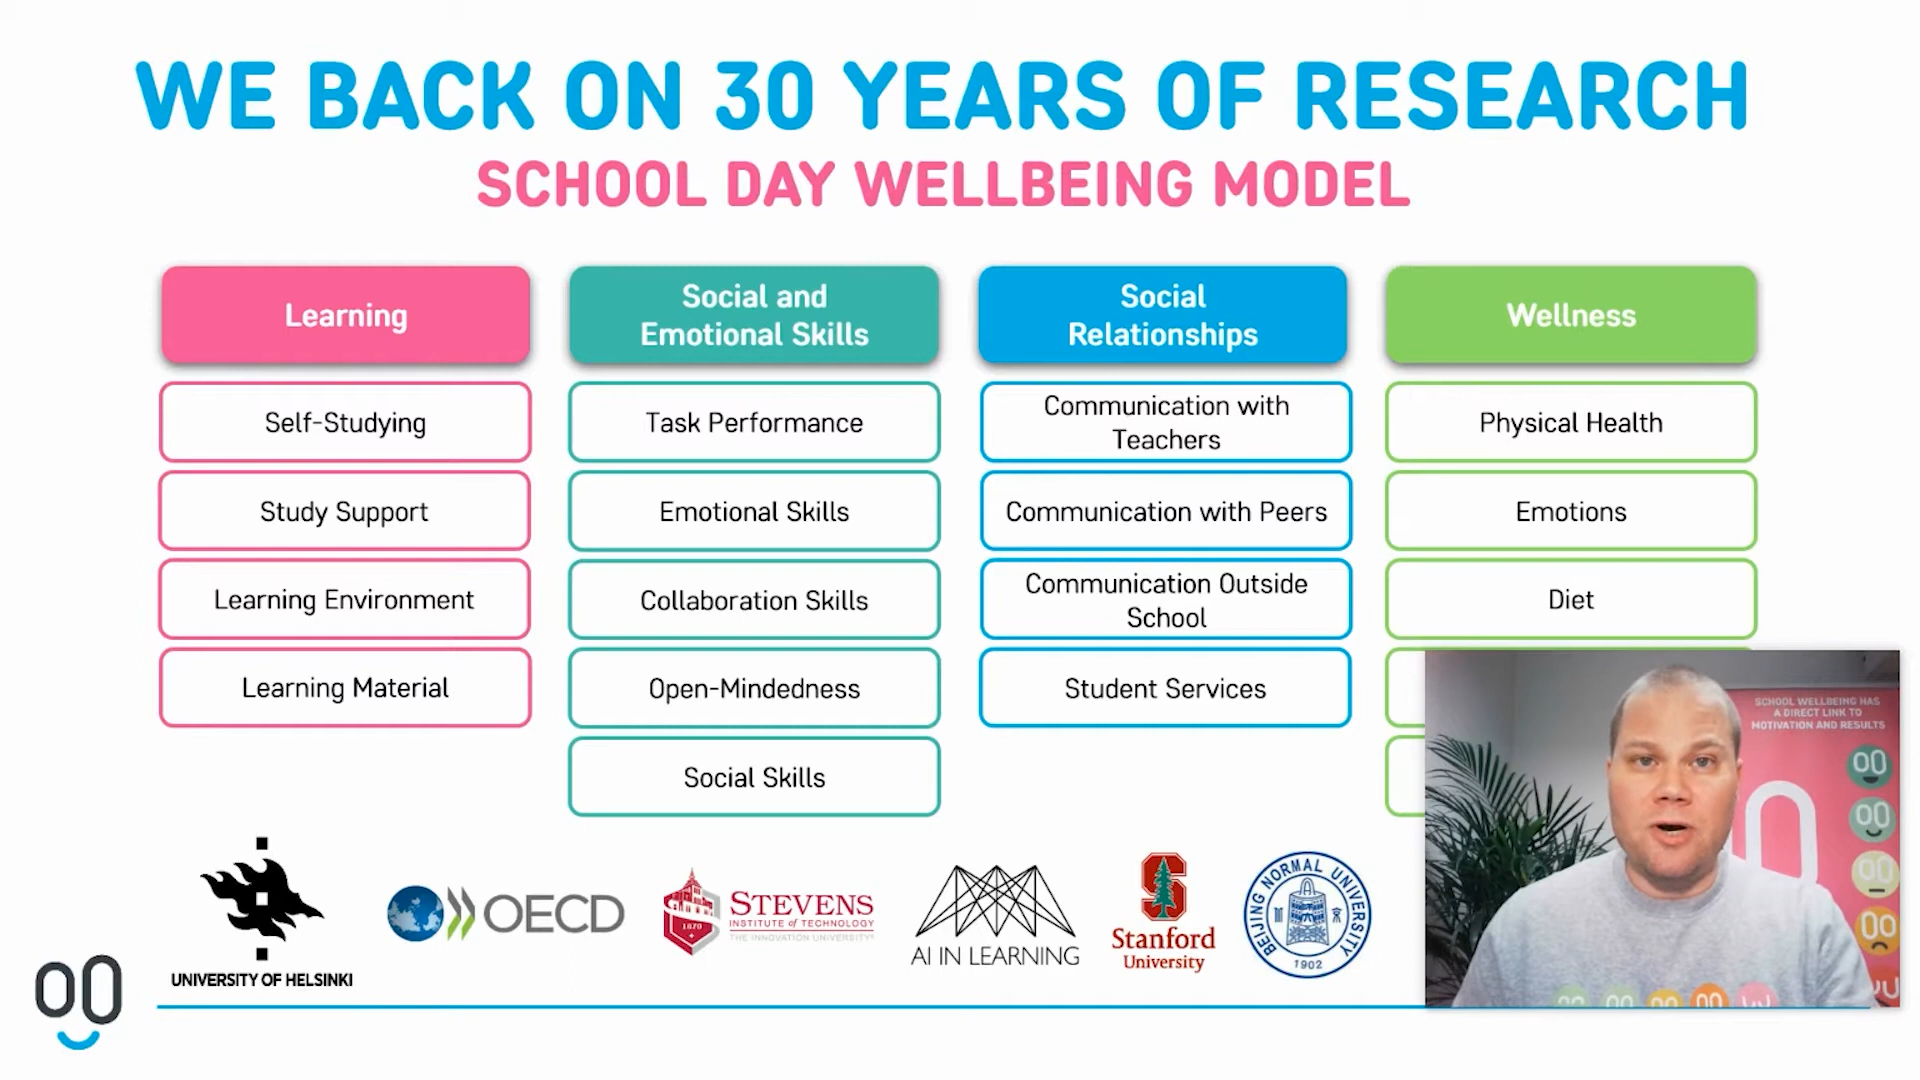 WE BACK ON 30 YEARS OF RESEARCH
SCHOOL DAY WELLBEING MODEL
Learning
Self-Studying
Study Support
Learning Environment
Learning Material
Social and
Emotional Skills
Task Performance
Emotional Skills
Collaboration Skills
Open-Mindedness
Social Skills
Social
Relationships
Communication with
Teachers
Communication with Peers
Communication Outside
School
Student Services
Wellness
Physical Health
Emotions
Diet
SCHOOL WELLBEING HAS
A DIRECT LINK TO
MOTIVATION AND RESULTS
UNIVERSITY OF HELSINKI
OECD
1870
STEVENS
INSTITUTE of TECHNOLOGY
THE INNOVATION UNIVERSITY®
AI IN LEARNING
S
Stanford
University
BEIJING NORMAL UNIVERSITY
1902